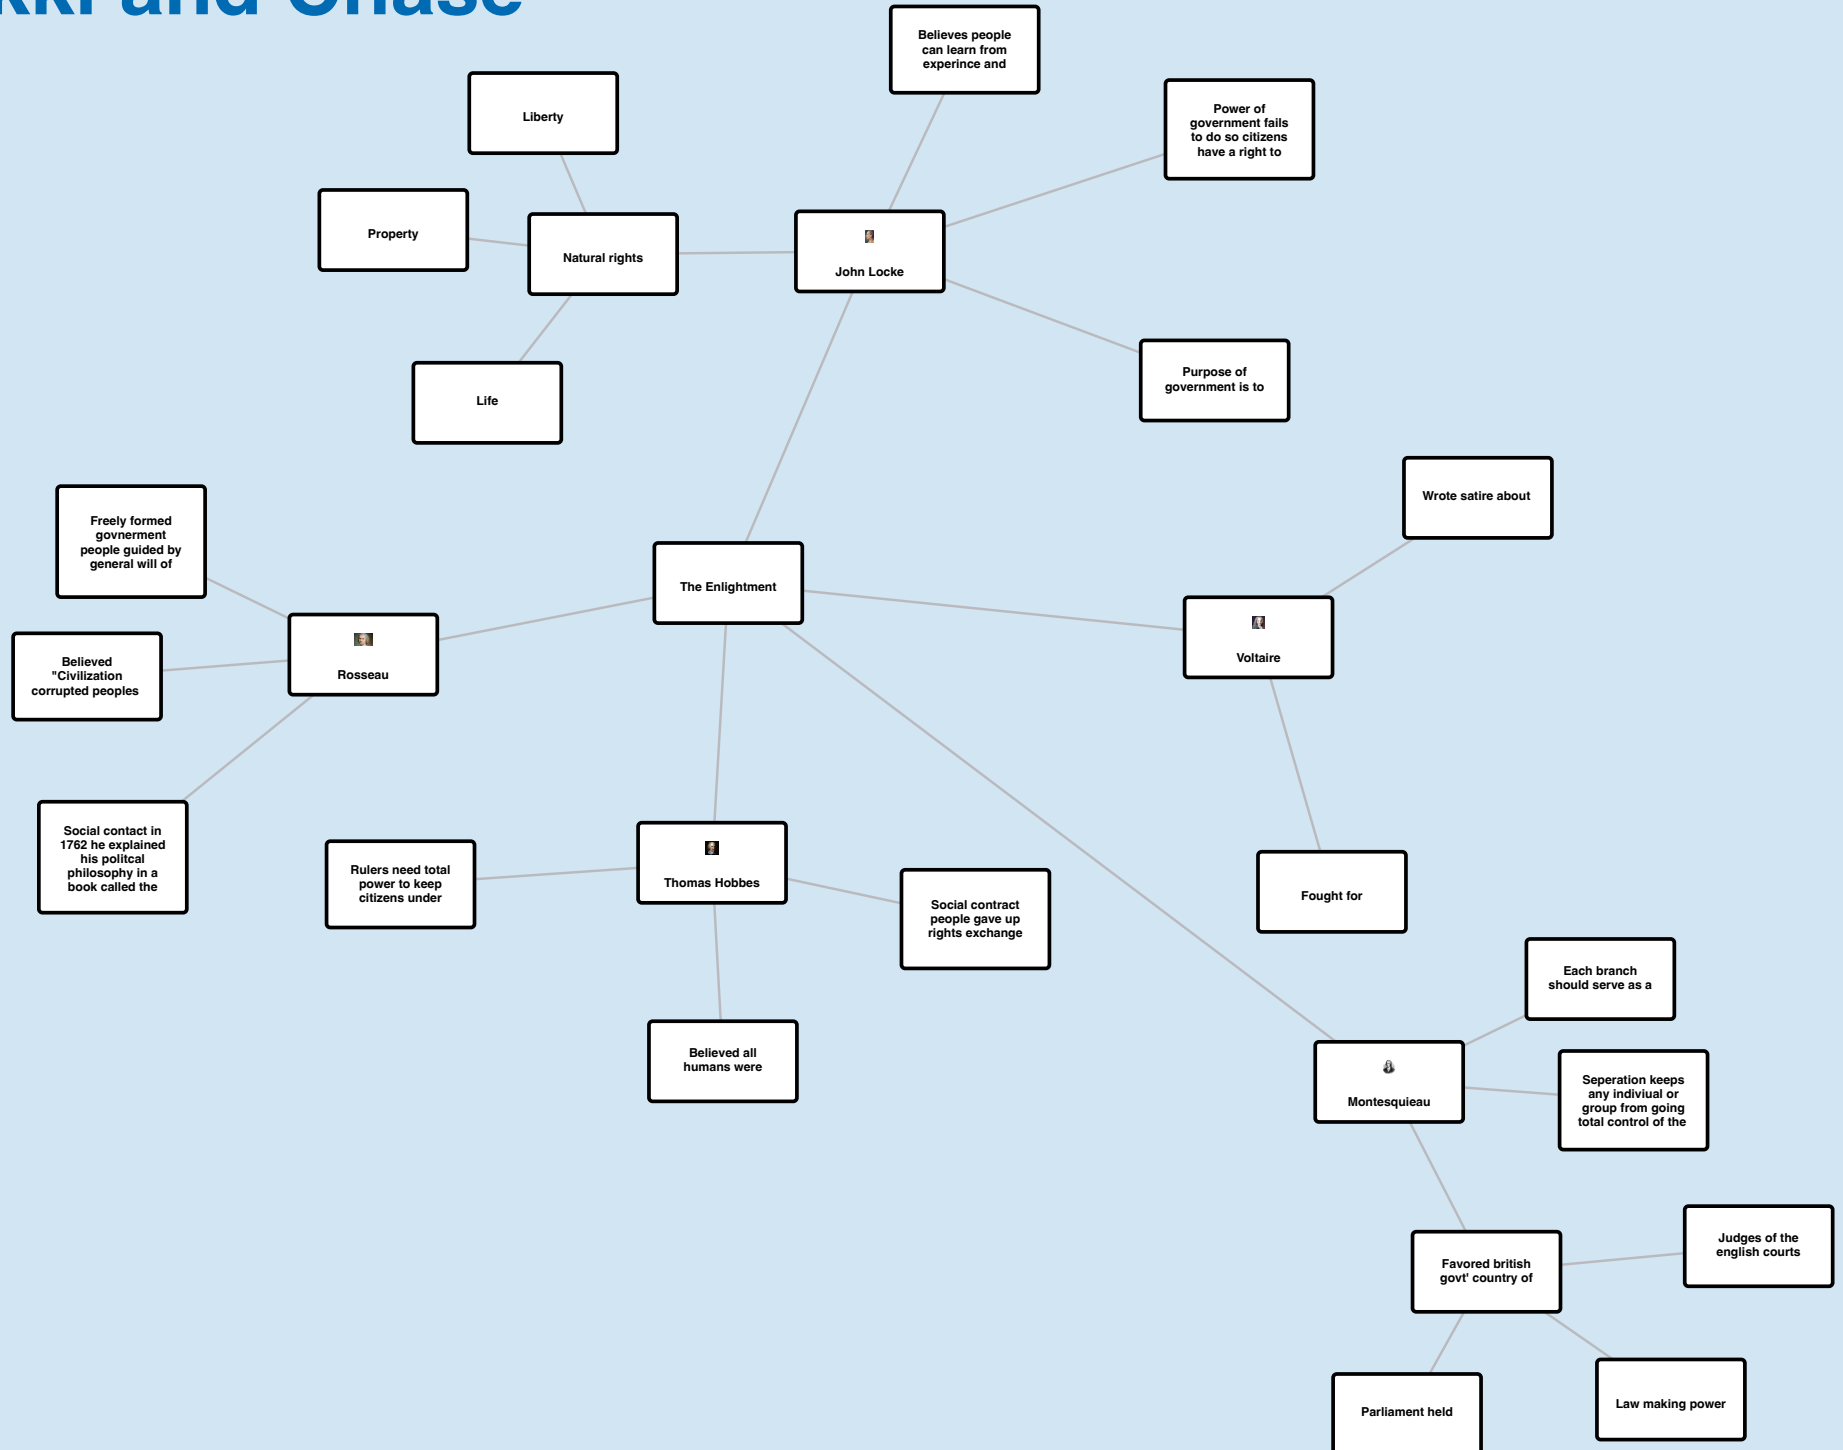 and Chase
Believes people
can learn from
experince and
Power of
government fails
to do so citizens
have a right to
Liberty
Property
Natural rights
John Locke
Life
Purpose of
government is to
Wrote satire about
Freely formed
govnerment
people guided by
general will of
The Enlightment
Voltaire
Believed
"Civilization
corrupted peoples
Rosseau
Social contact in
1762 he explained
his politcal
philosophy in a
book called the
Rulers need total
power to keep
citizens under
Thomas Hobbes
Social contract
people gave up
rights exchange
Fought for
Believed all
humans were
Each branch
should serve as a
Montesquieau
Seperation keeps
any indiviual or
group from going
total control of the
Favored british
govt' country of
Judges of the
english courts
Law making power
Parliament held